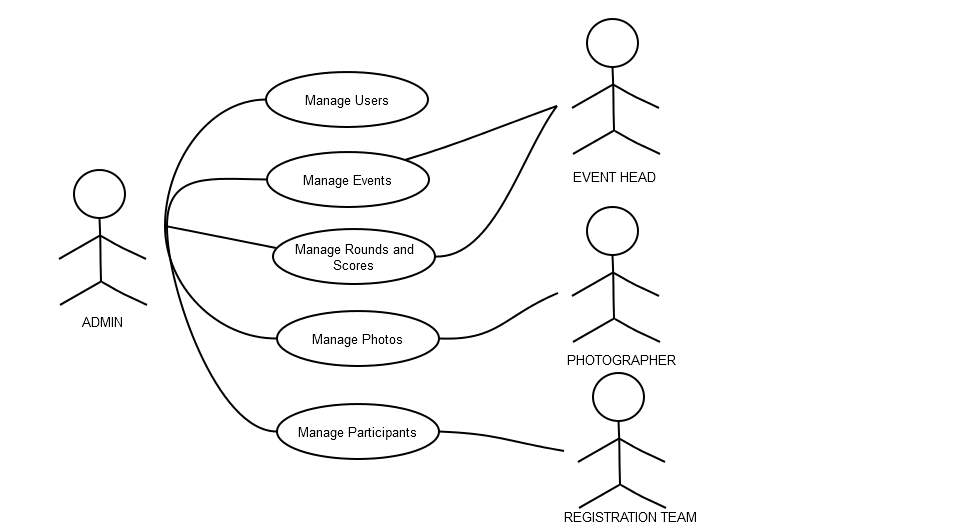 Manage Users
Manage Events
EVENT HEAD
Manage Rounds and
Scores
ADMIN
Manage Photos
PHOTOGRAPHER
Manage Participants
REGISTRATION TEAM